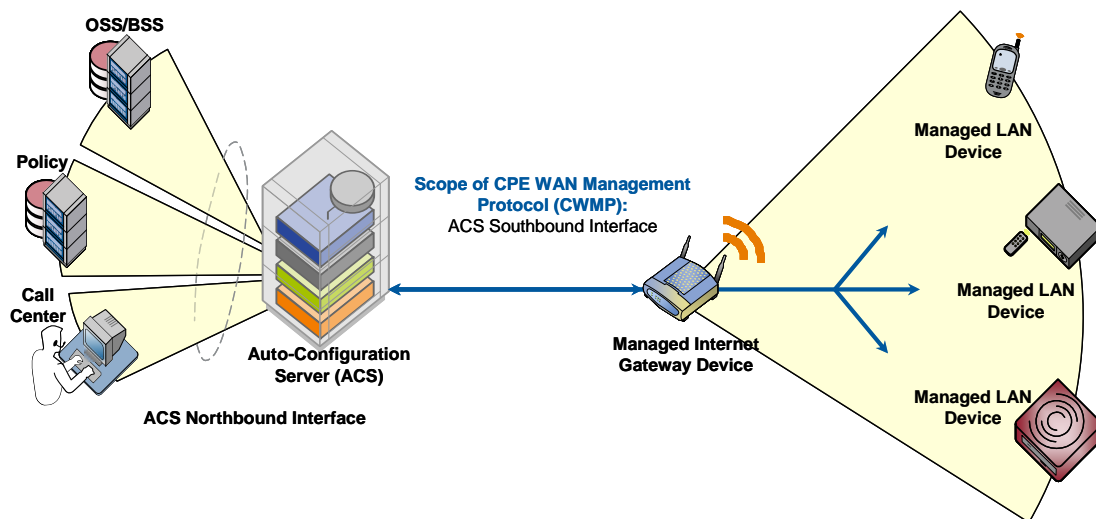 OSS/BSS
Policy
Call
Center
Auto-Configuration
Server (ACS)
ACS Northbound Interface
Scope of CPE WAN Management
Protocol (CWMP):
ACS Southbound Interface
Managed Internet
Gateway Device
Managed LAN
Device
Managed LAN
Device
Managed LAN
Device